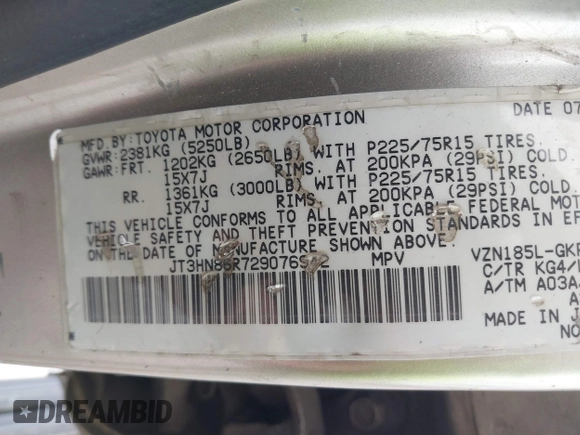 DATE 07
MFD.BY:TOYOTA MOTOR CORPORATION
GVWR:2381KG (5250LB)
GAWR:FRT. 1202KG (2650LB) WITH P225/75R15 TIRES.
15X7J RIMS, AT 200KPA (29PSI) COLD.
RR. 1361KG (3000LB) WITH P225/75R15 TIRES.
15X7J RIMS, AT 200KPA (29PSI) COLD.
THIS VEHICLE CONFORMS TO ALL APPLICABLE FEDERAL MOTOR
VEHICLE SAFETY AND THEFT PREVENTION STANDARDS IN EF
ON THE DATE OF MANUFACTURE SHOWN ABOVE.
MPV VZN185L-GKP
C/TR KG4/
A/TM A03A
MADE IN J
NO
DREAMBID